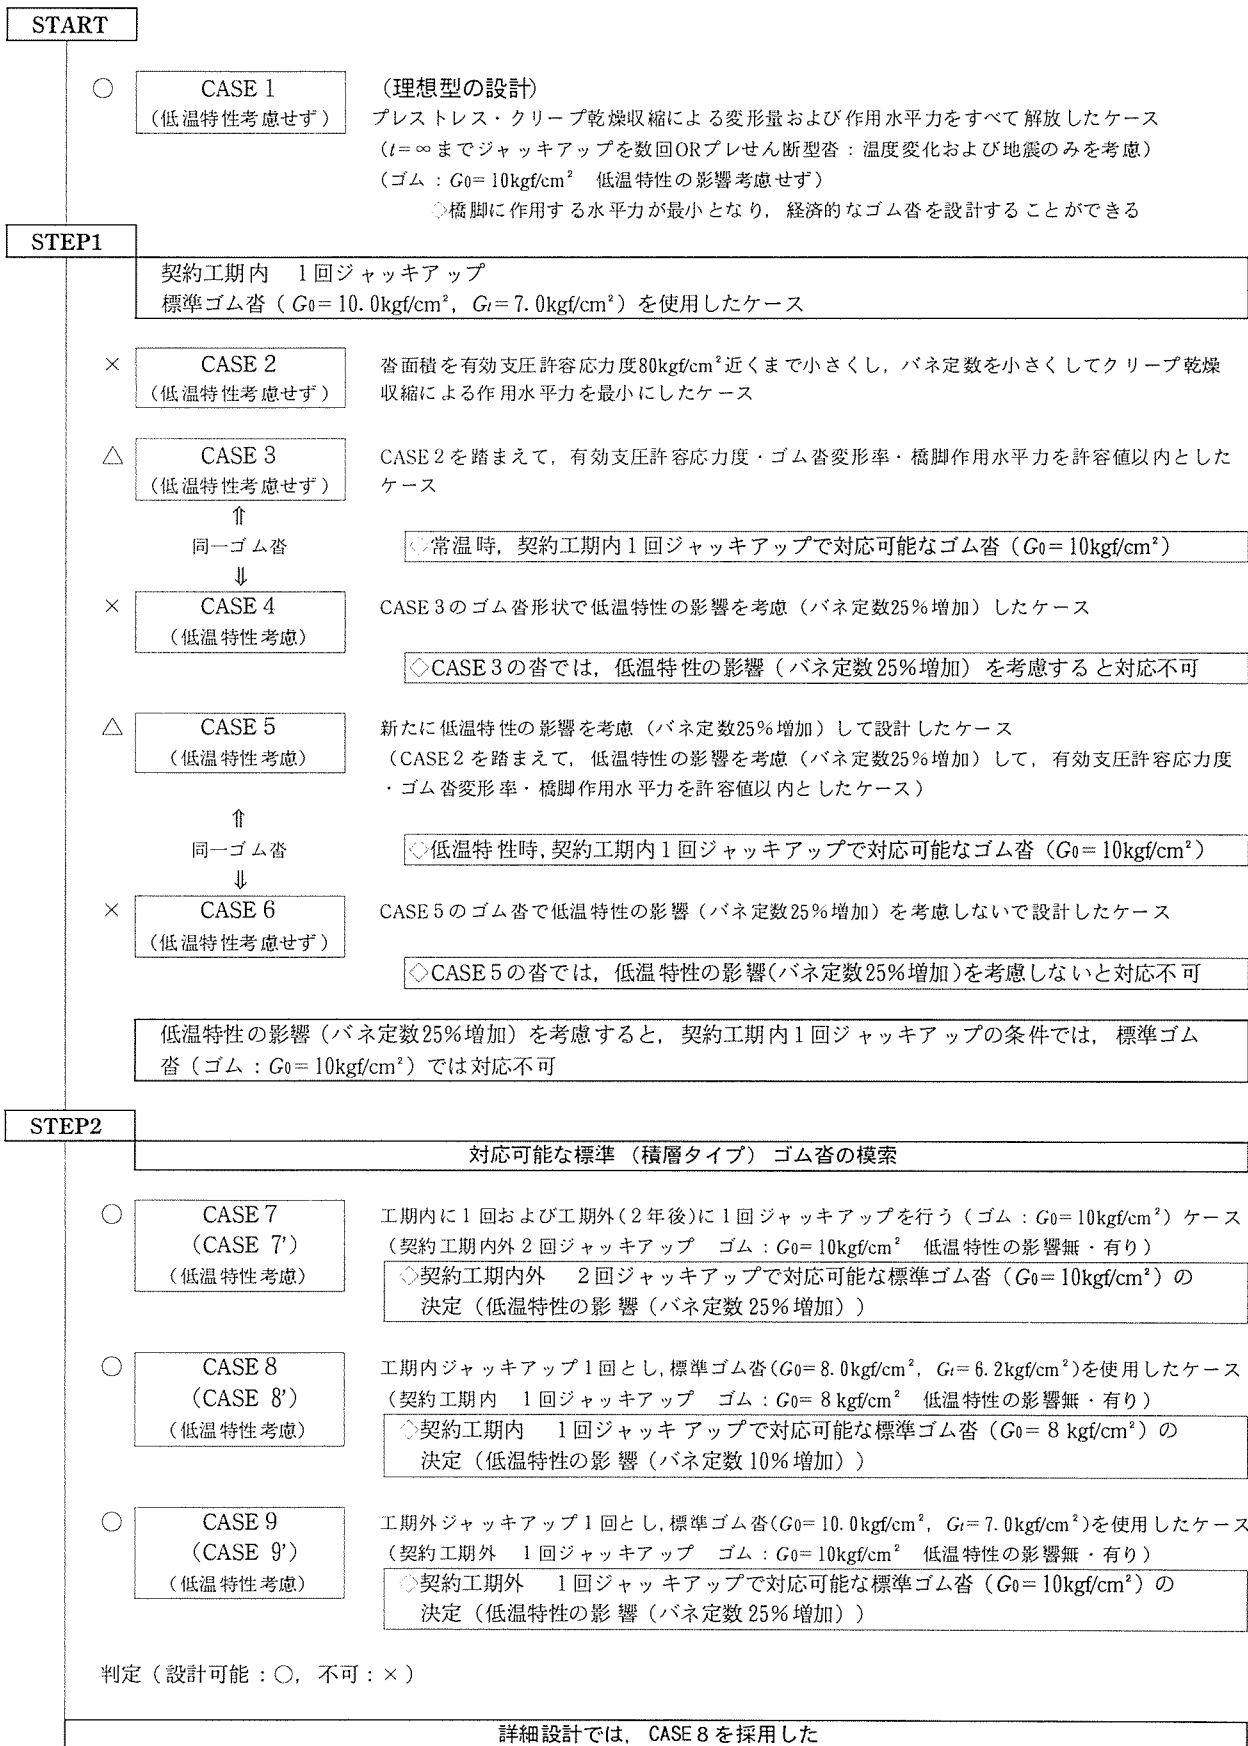 START
○ CASE 1 (理想型の設計)
(低温特性考慮せず) プレストレス・クリープ乾燥収縮による変形量および作用水平力をすべて解放したケース
(t=∞までジャッキアップを数回ORプレせん断型沓:温度変化および地震のみを考慮)
(ゴム:G0=10kgf/cm² 低温特性の影響考慮せず)
◇橋脚に作用する水平力が最小となり,経済的なゴム沓を設計することができる
STEP1
契約工期内 1回ジャッキアップ
標準ゴム沓(G0=10.0kgf/cm²,Gt=7.0kgf/cm²)を使用したケース
× CASE 2 沓面積を有効支圧許容応力度80kgf/cm²近くまで小さくし,バネ定数を小さくしてクリープ乾燥
(低温特性考慮せず) 収縮による作用水平力を最小にしたケース
△ CASE 3 CASE2を踏まえて,有効支圧許容応力度・ゴム沓変形率・橋脚作用水平力を許容値以内とした
(低温特性考慮せず) ケース
⇑
同一ゴム沓 ◇常温時,契約工期内1回ジャッキアップで対応可能なゴム沓(G0=10kgf/cm²)
⇓
× CASE 4 CASE3のゴム沓形状で低温特性の影響を考慮(バネ定数25%増加)したケース
(低温特性考慮)
◇CASE3の沓では,低温特性の影響(バネ定数25%増加)を考慮すると対応不可
△ CASE 5 新たに低温特性の影響を考慮(バネ定数25%増加)して設計したケース
(低温特性考慮) (CASE2を踏まえて,低温特性の影響を考慮(バネ定数25%増加)して,有効支圧許容応力度
・ゴム沓変形率・橋脚作用水平力を許容値以内としたケース)
⇑
同一ゴム沓 ◇低温特性時,契約工期内1回ジャッキアップで対応可能なゴム沓(G0=10kgf/cm²)
⇓
× CASE 6 CASE5のゴム沓で低温特性の影響(バネ定数25%増加)を考慮しないで設計したケース
(低温特性考慮せず)
◇CASE5の沓では,低温特性の影響(バネ定数25%増加)を考慮しないと対応不可
低温特性の影響(バネ定数25%増加)を考慮すると,契約工期内1回ジャッキアップの条件では,標準ゴム
沓(ゴム:G0=10kgf/cm²)では対応不可
STEP2
対応可能な標準(積層タイプ)ゴム沓の模索
○ CASE 7 工期内に1回および工期外(2年後)に1回ジャッキアップを行う(ゴム:G0=10kgf/cm²)ケース
(CASE 7') (契約工期内外2回ジャッキアップ ゴム:G0=10kgf/cm² 低温特性の影響無・有り)
(低温特性考慮) ◇契約工期内外 2回ジャッキアップで対応可能な標準ゴム沓(G0=10kgf/cm²)の
決定(低温特性の影響(バネ定数25%増加))
○ CASE 8 工期内ジャッキアップ1回とし,標準ゴム沓(G0=8.0kgf/cm²,Gt=6.2kgf/cm²)を使用したケース
(CASE 8') (契約工期内 1回ジャッキアップ ゴム:G0=8kgf/cm² 低温特性の影響無・有り)
(低温特性考慮) ◇契約工期内 1回ジャッキアップで対応可能な標準ゴム沓(G0=8 kgf/cm²)の
決定(低温特性の影響(バネ定数10%増加))
○ CASE 9 工期外ジャッキアップ1回とし,標準ゴム沓(G0=10.0kgf/cm²,Gt=7.0kgf/cm²)を使用したケース
(CASE 9') (契約工期外 1回ジャッキアップ ゴム:G0=10kgf/cm² 低温特性の影響無・有り)
(低温特性考慮) ◇契約工期外 1回ジャッキアップで対応可能な標準ゴム沓(G0=10kgf/cm²)の
決定(低温特性の影響(バネ定数25%増加))
判定(設計可能:○,不可:×)
詳細設計では,CASE8を採用した